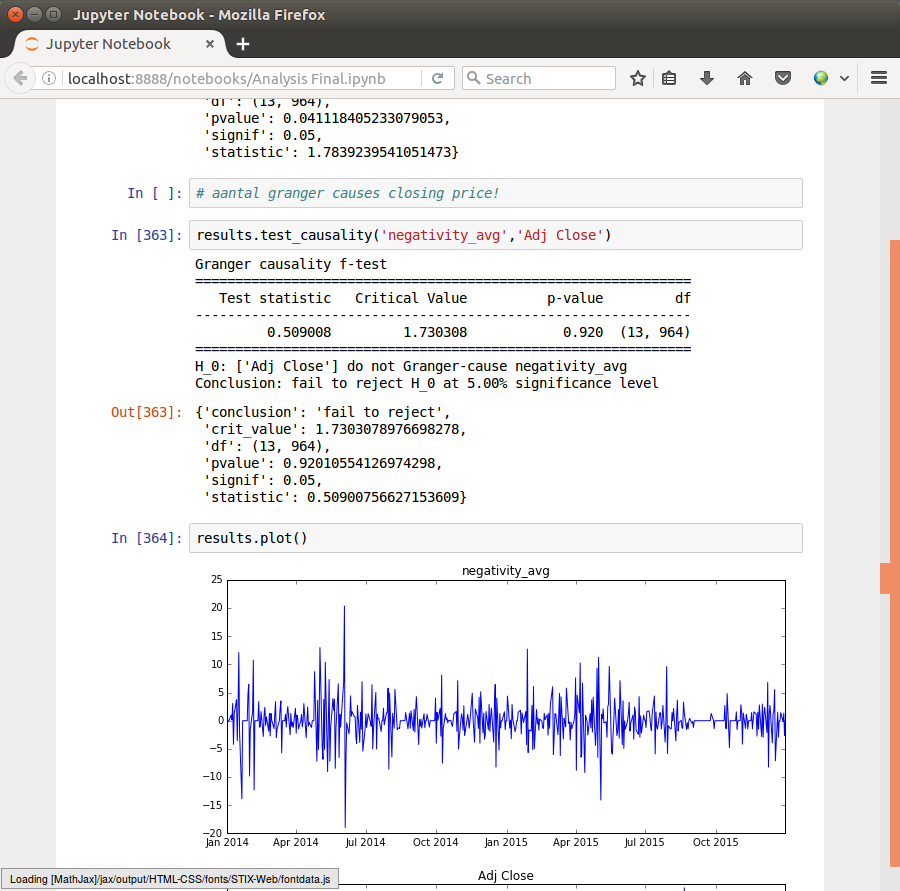 Jupyter Notebook - Mozilla Firefox
Jupyter Notebook
localhost:8888/notebooks/Analysis Final.ipynb
Search
'df': (13, 964),
'pvalue': 0.041118405233079053,
'signif': 0.05,
'statistic': 1.7839239541051473}
In [ ]: # aantal granger causes closing price!
In [363]: results.test_causality('negativity_avg','Adj Close')
Granger causality f-test
==============================================================
Test statistic Critical Value p-value df
--------------------------------------------------------------
0.509008 1.730308 0.920 (13, 964)
==============================================================
H_0: ['Adj Close'] do not Granger-cause negativity_avg
Conclusion: fail to reject H_0 at 5.00% significance level
Out[363]: {'conclusion': 'fail to reject',
'crit_value': 1.7303078976698278,
'df': (13, 964),
'pvalue': 0.92010554126974298,
'signif': 0.05,
'statistic': 0.50900756627153609}
In [364]: results.plot()
negativity_avg
25
20
15
10
5
0
−5
−10
−15
−20
Jan 2014 Apr 2014 Jul 2014 Oct 2014 Jan 2015 Apr 2015 Jul 2015 Oct 2015
Adj Close
Loading [MathJax]/jax/output/HTML-CSS/fonts/STIX-Web/fontdata.js